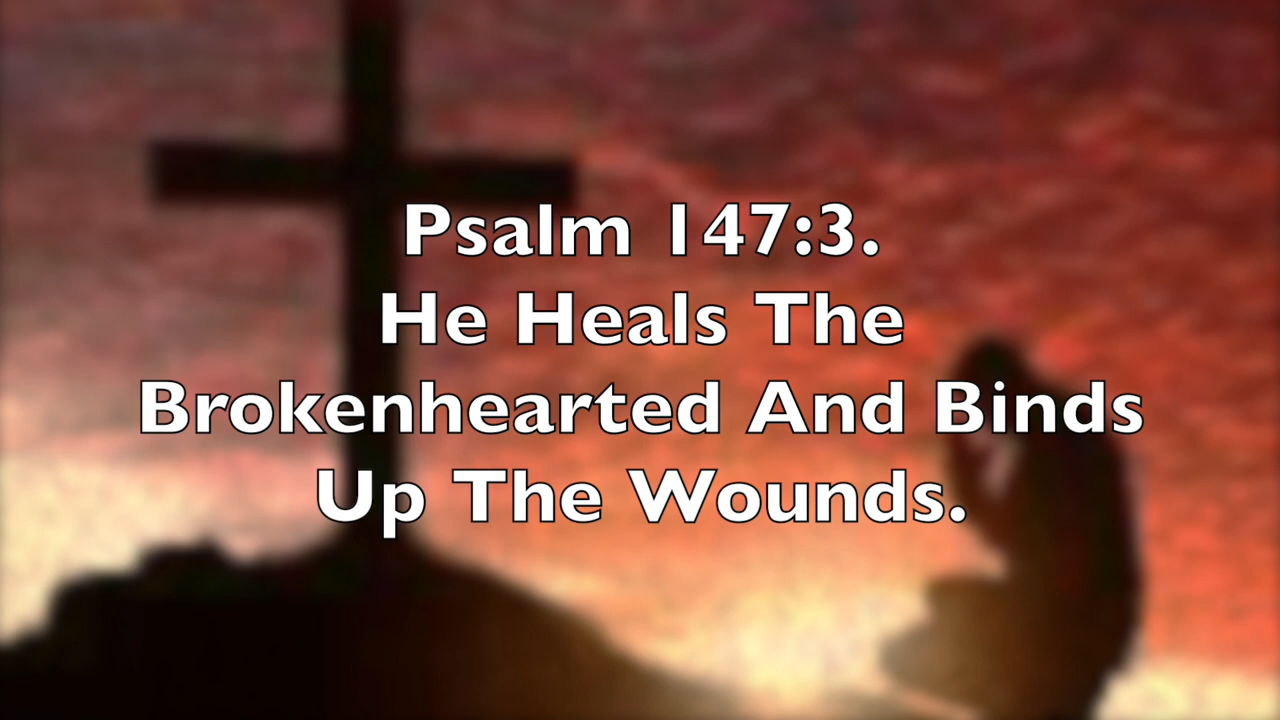 Psalm 147:3.
He Heals The
Brokenhearted And Binds
Up The Wounds.